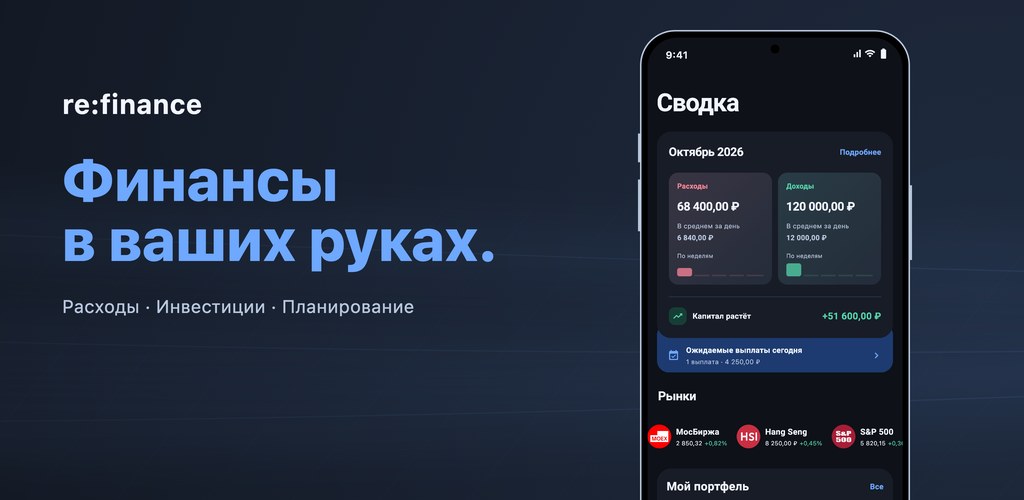 re:finance
Финансы
в ваших руках.
Расходы · Инвестиции · Планирование
9:41
Сводка
Октябрь 2026
Подробнее
Расходы
68 400,00 ₽
В среднем за день
6 840,00 ₽
По неделям
Доходы
120 000,00 ₽
В среднем за день
12 000,00 ₽
По неделям
Капитал растёт
+51 600,00 ₽
Ожидаемые выплаты сегодня
1 выплата · 4 250,00 ₽
Рынки
MOEX
МосБиржа
2 850,32 +0,82%
HSI
Hang Seng
8 250,00 ₽ +0,45%
S&P
500
S&P 500
5 820,15
Мой портфель
Все